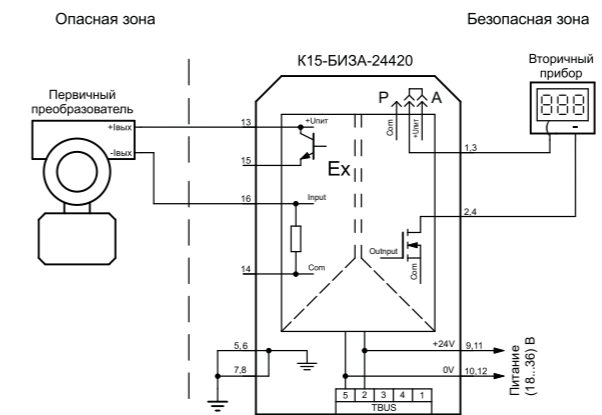 Опасная зона
Безопасная зона
К15-БИЗА-24420
Вторичный
прибор
Первичный
преобразователь
P
A
+Iвых
-Iвых
13
+Uпит
Com
+Uпит
15
Ex
1,3
16
Input
2,4
Outnput
Com
14
Com
5,6
+24V
9,11
7,8
0V
10,12
Питание
(18...36) В
5 2 3 4 1
TBUS